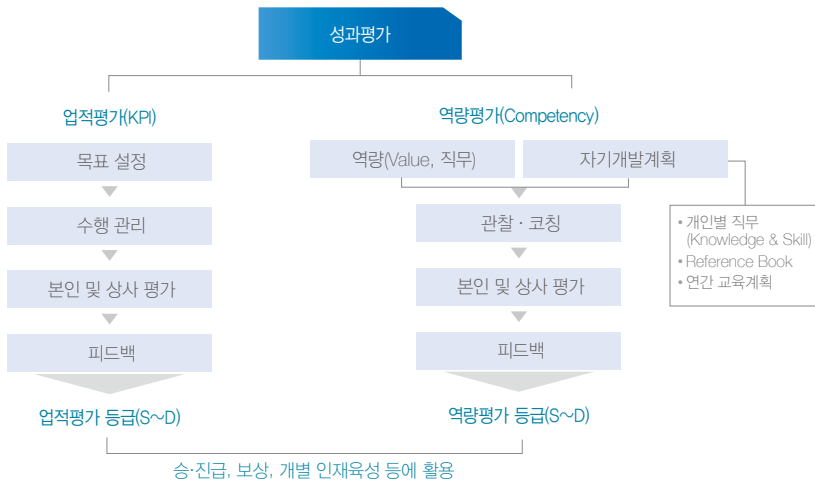 성과평가
업적평가(KPI)
목표 설정
수행 관리
본인 및 상사 평가
피드백
업적평가 등급(S~D)
역량평가(Competency)
역량(Value, 직무)
자기개발계획
• 개인별 직무
(Knowledge & Skill)
• Reference Book
• 연간 교육계획
관찰 · 코칭
본인 및 상사 평가
피드백
역량평가 등급(S~D)
승·진급, 보상, 개별 인재육성 등에 활용